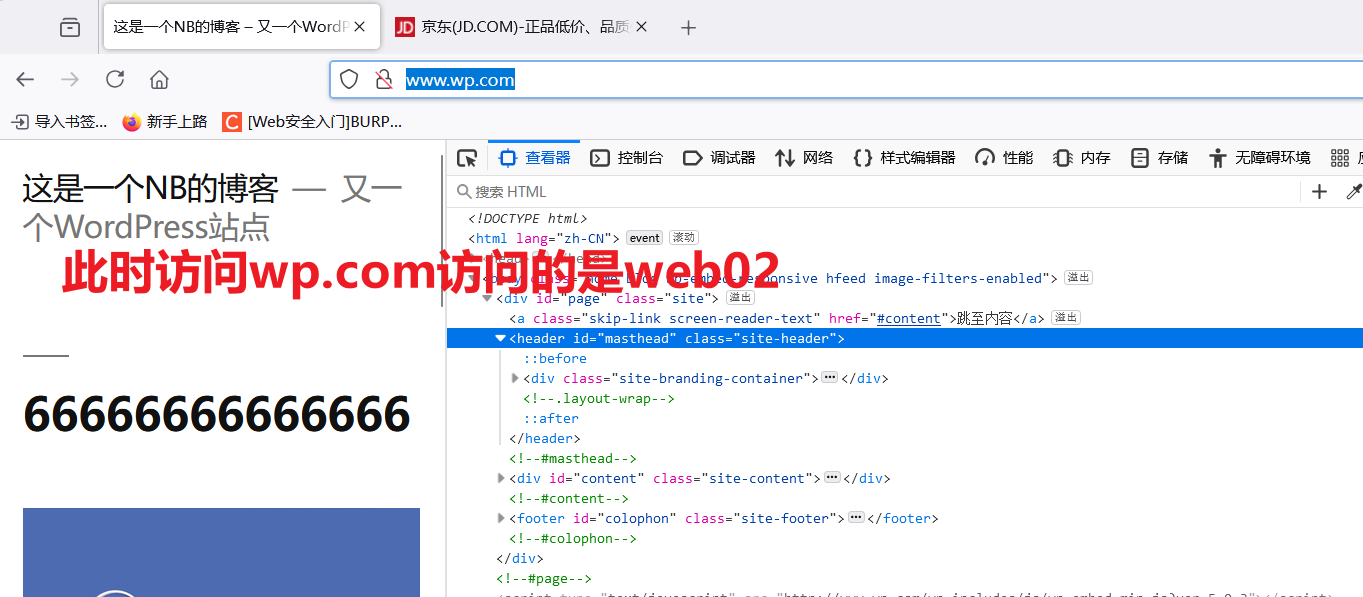 这是一个NB的博客 – 又一个WordP
JD 京东(JD.COM)-正品低价、品质
www.wp.com
导入书签... 新手上路 C [Web安全入门]BURP...
查看器 控制台 调试器 网络 样式编辑器 性能 内存 存储 无障碍环境
搜索 HTML
这是一个NB的博客 — 又一
个WordPress站点
66666666666666
<!DOCTYPE html>
<html lang="zh-CN"> event 滚动
此时访问wp.com访问的是web02
hfeed image-filters-enabled"> 溢出
<div id="page" class="site"> 溢出
<a class="skip-link screen-reader-text" href="#content">跳至内容</a> 溢出
<header id="masthead" class="site-header">
::before
<div class="site-branding-container"> ••• </div>
<!--.layout-wrap-->
::after
</header>
<!--#masthead-->
<div id="content" class="site-content"> ••• </div>
<!--#content-->
<footer id="colophon" class="site-footer"> ••• </footer>
<!--#colophon-->
</div>
<!--#page-->